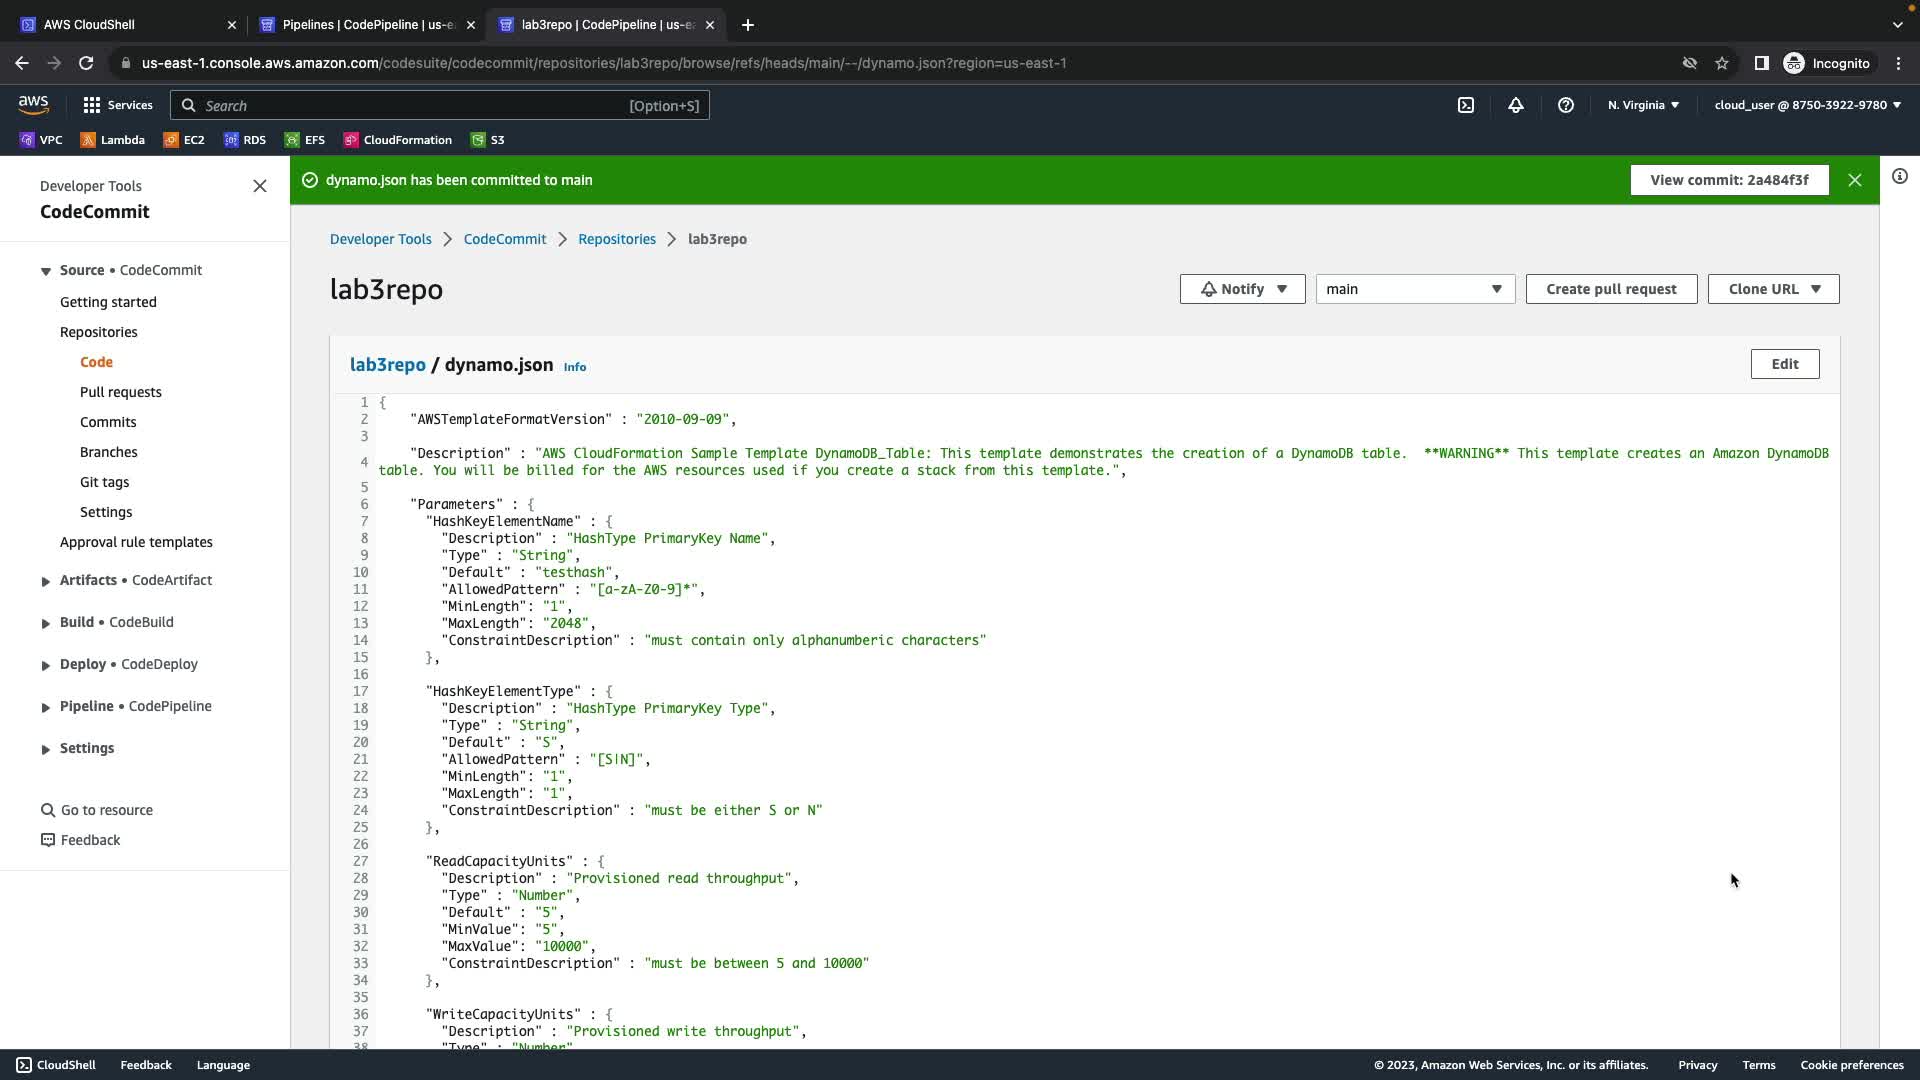 AWS CloudShell
Pipelines | CodePipeline | us-ea
lab3repo | CodePipeline | us-ea
us-east-1.console.aws.amazon.com/codesuite/codecommit/repositories/lab3repo/browse/refs/heads/main/--/dynamo.json?region=us-east-1
Incognito
aws
Services
Search
[Option+S]
N. Virginia
cloud_user @ 8750-3922-9780
VPC
Lambda
EC2
RDS
EFS
CloudFormation
S3
Developer Tools
CodeCommit
Source • CodeCommit
Getting started
Repositories
Code
Pull requests
Commits
Branches
Git tags
Settings
Approval rule templates
Artifacts • CodeArtifact
Build • CodeBuild
Deploy • CodeDeploy
Pipeline • CodePipeline
Settings
Go to resource
Feedback
dynamo.json has been committed to main
View commit: 2a484f3f
Developer Tools > CodeCommit > Repositories > lab3repo
lab3repo
Notify
main
Create pull request
Clone URL
lab3repo / dynamo.json Info
Edit
1 {
2 "AWSTemplateFormatVersion" : "2010-09-09",
3
4 "Description" : "AWS CloudFormation Sample Template DynamoDB_Table: This template demonstrates the creation of a DynamoDB table. **WARNING** This template creates an Amazon DynamoDB
table. You will be billed for the AWS resources used if you create a stack from this template.",
5
6 "Parameters" : {
7 "HashKeyElementName" : {
8 "Description" : "HashType PrimaryKey Name",
9 "Type" : "String",
10 "Default" : "testhash",
11 "AllowedPattern" : "[a-zA-Z0-9]*",
12 "MinLength": "1",
13 "MaxLength": "2048",
14 "ConstraintDescription" : "must contain only alphanumberic characters"
15 },
16
17 "HashKeyElementType" : {
18 "Description" : "HashType PrimaryKey Type",
19 "Type" : "String",
20 "Default" : "S",
21 "AllowedPattern" : "[S|N]",
22 "MinLength": "1",
23 "MaxLength": "1",
24 "ConstraintDescription" : "must be either S or N"
25 },
26
27 "ReadCapacityUnits" : {
28 "Description" : "Provisioned read throughput",
29 "Type" : "Number",
30 "Default" : "5",
31 "MinValue": "5",
32 "MaxValue": "10000",
33 "ConstraintDescription" : "must be between 5 and 10000"
34 },
35
36 "WriteCapacityUnits" : {
37 "Description" : "Provisioned write throughput",
38 "Type" : "Number"
CloudShell
Feedback
Language
© 2023, Amazon Web Services, Inc. or its affiliates.
Privacy
Terms
Cookie preferences